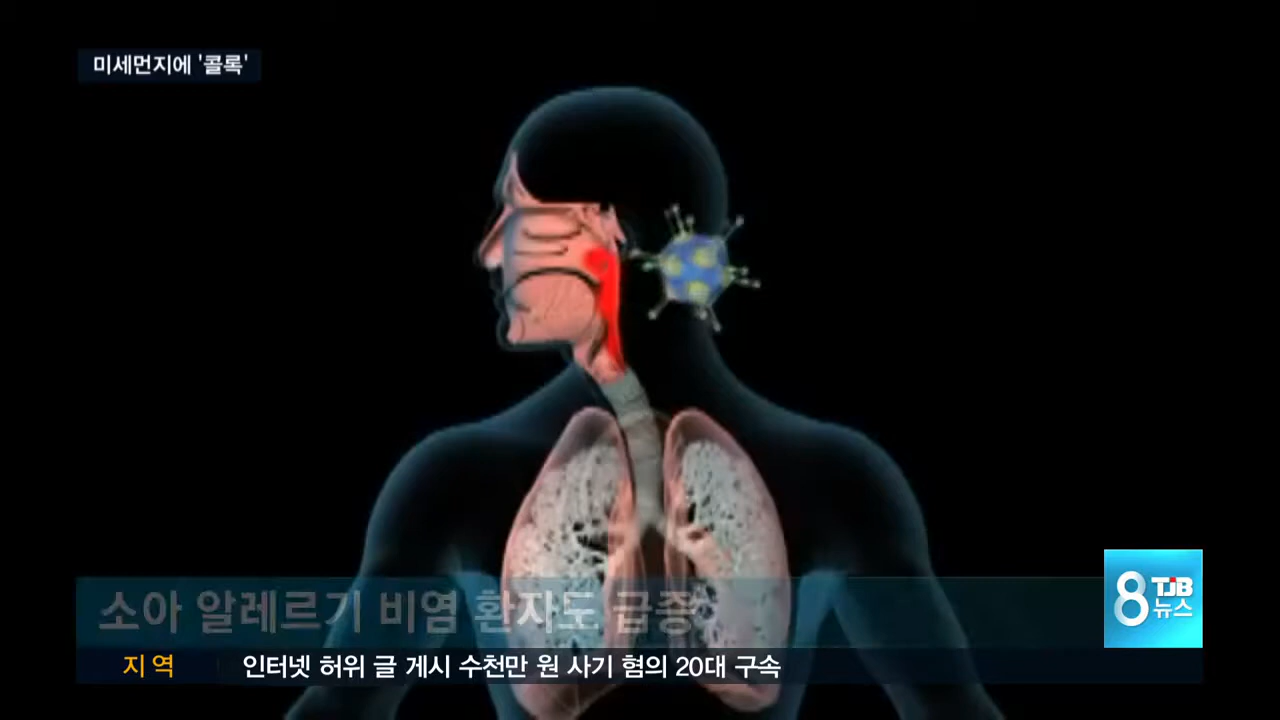 미세먼지에 '콜록'
소아 알레르기 비염 환자도 급증
8 TJB 뉴스
지역 인터넷 허위 글 게시 수천만 원 사기 혐의 20대 구속